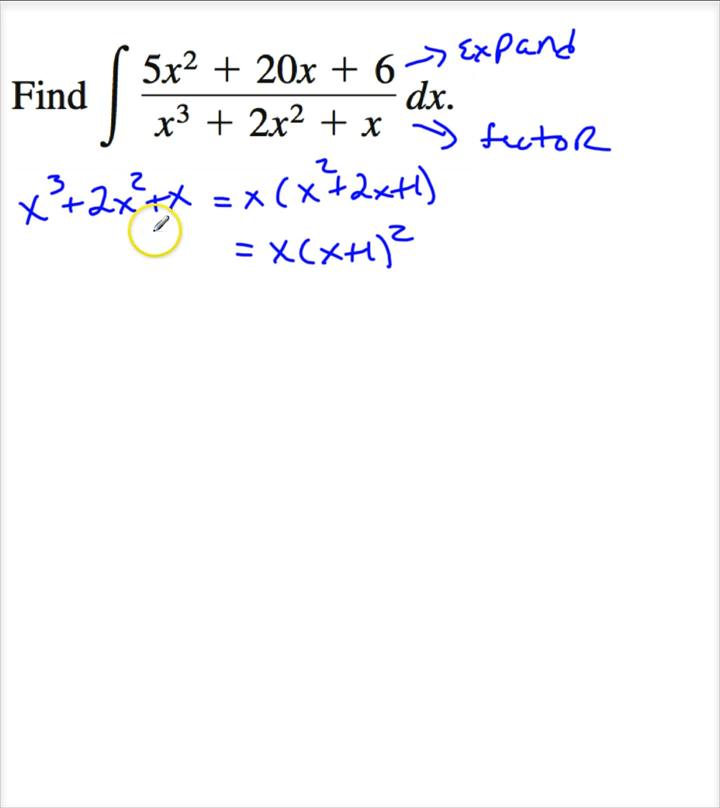 Find ∫ (5x² + 20x + 6)/(x³ + 2x² + x) dx.
→ Expand
→ factoR
x³+2x²+x = x(x²+2x+1)
= x(x+1)²